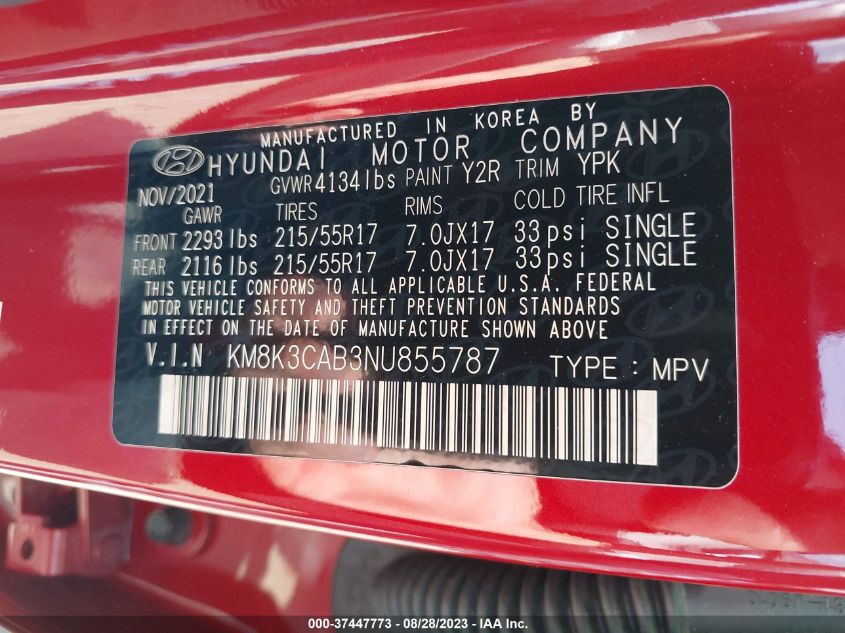 MANUFACTURED IN KOREA BY
HYUNDAI MOTOR COMPANY
NOV/2021 GVWR 4134 lbs PAINT Y2R TRIM YPK
GAWR TIRES RIMS COLD TIRE INFL
FRONT 2293 lbs 215/55R17 7.0JX17 33psi SINGLE
REAR 2116 lbs 215/55R17 7.0JX17 33psi SINGLE
THIS VEHICLE CONFORMS TO ALL APPLICABLE U.S.A. FEDERAL
MOTOR VEHICLE SAFETY AND THEFT PREVENTION STANDARDS
IN EFFECT ON THE DATE OF MANUFACTURE SHOWN ABOVE
V.I.N KM8K3CAB3NU855787 TYPE : MPV
000-37447773 - 08/28/2023 - IAA Inc.